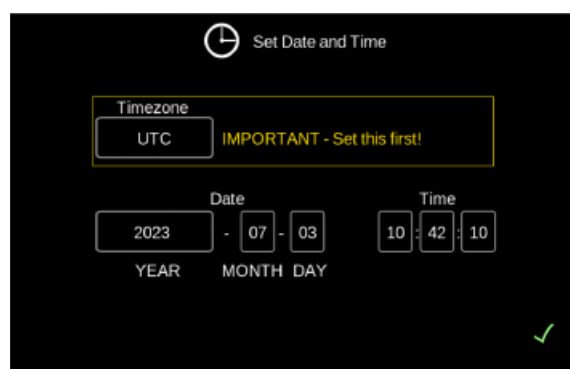 Set Date and Time
Timezone
UTC IMPORTANT - Set this first!
Date Time
2023 - 07 - 03 10 : 42 : 10
YEAR MONTH DAY